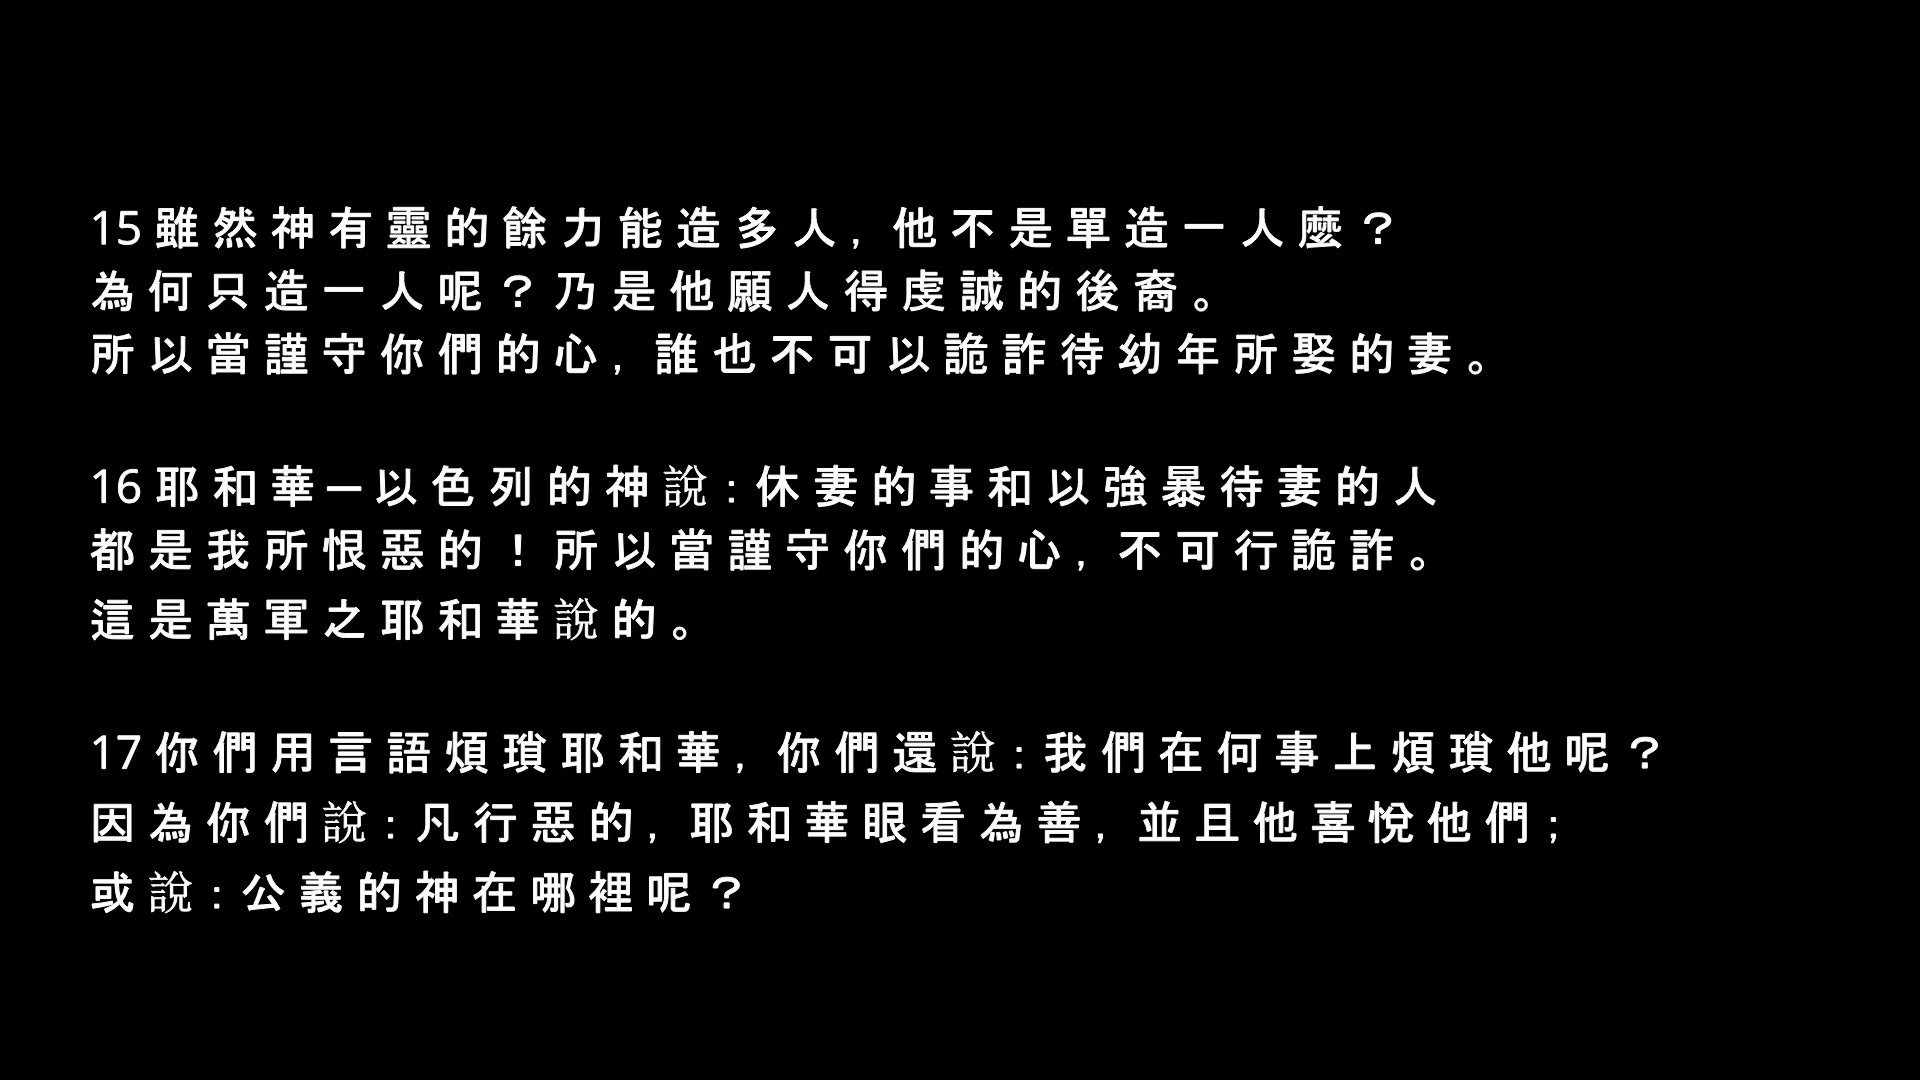 15雖然神有靈的餘力能造多人，他不是單造一人麼？
為何只造一人呢？乃是他願人得虔誠的後裔。
所以當謹守你們的心，誰也不可以詭詐待幼年所娶的妻。
16耶和華—以色列的神說：休妻的事和以強暴待妻的人
都是我所恨惡的！所以當謹守你們的心，不可行詭詐。
這是萬軍之耶和華說的。
17你們用言語煩瑣耶和華，你們還說：我們在何事上煩瑣他呢？
因為你們說：凡行惡的，耶和華眼看為善，並且他喜悅他們；
或說：公義的神在哪裡呢？